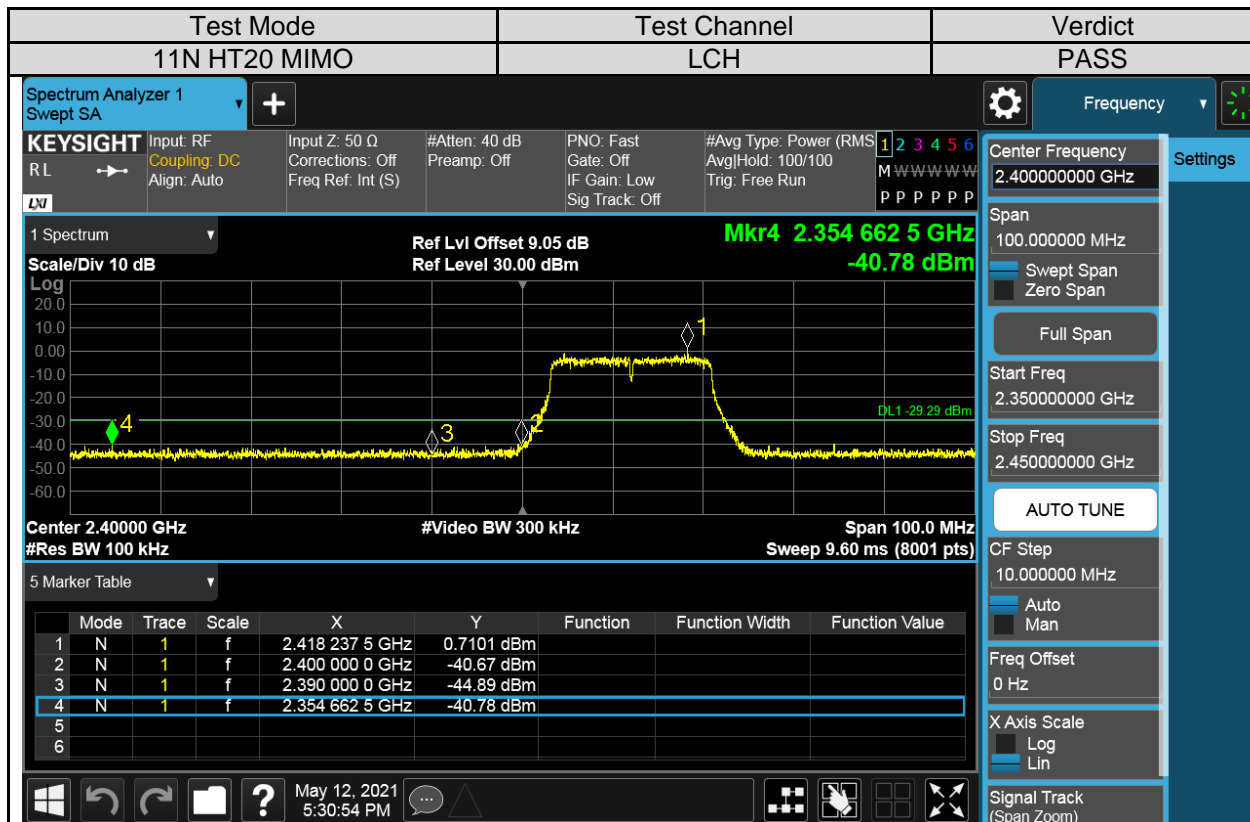 Test Mode Test Channel Verdict
11N HT20 MIMO LCH PASS
Spectrum Analyzer 1
Swept SA
+
Frequency
KEYSIGHT Input: RF Input Z: 50 Ω #Atten: 40 dB PNO: Fast #Avg Type: Power (RMS 1 2 3 4 5 6
RL Coupling: DC Corrections: Off Preamp: Off Gate: Off Avg|Hold: 100/100 M W W W W W
Align: Auto Freq Ref: Int (S) IF Gain: Low Trig: Free Run
LXI Sig Track: Off P P P P P P
1 Spectrum
Ref Lvl Offset 9.05 dB Mkr4 2.354 662 5 GHz
Scale/Div 10 dB Ref Level 30.00 dBm -40.78 dBm
Log
20.0
10.0
0.00
-10.0
-20.0
-30.0
-40.0
-50.0
-60.0
1
2
3
4
DL1 -29.29 dBm
Center 2.40000 GHz #Video BW 300 kHz Span 100.0 MHz
#Res BW 100 kHz Sweep 9.60 ms (8001 pts)
5 Marker Table
Mode Trace Scale X Y Function Function Width Function Value
1 N 1 f 2.418 237 5 GHz 0.7101 dBm
2 N 1 f 2.400 000 0 GHz -40.67 dBm
3 N 1 f 2.390 000 0 GHz -44.89 dBm
4 N 1 f 2.354 662 5 GHz -40.78 dBm
5
6
?
May 12, 2021
5:30:54 PM
Center Frequency
2.400000000 GHz
Settings
Span
100.000000 MHz
Swept Span
Zero Span
Full Span
Start Freq
2.350000000 GHz
Stop Freq
2.450000000 GHz
AUTO TUNE
CF Step
10.000000 MHz
Auto
Man
Freq Offset
0 Hz
X Axis Scale
Log
Lin
Signal Track
(Span Zoom)